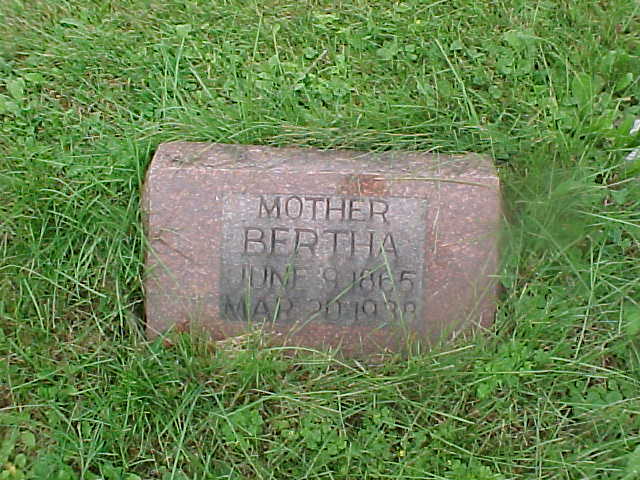 MOTHER
BERTHA
JUNE 9, 1865
MAR. 20, 1938